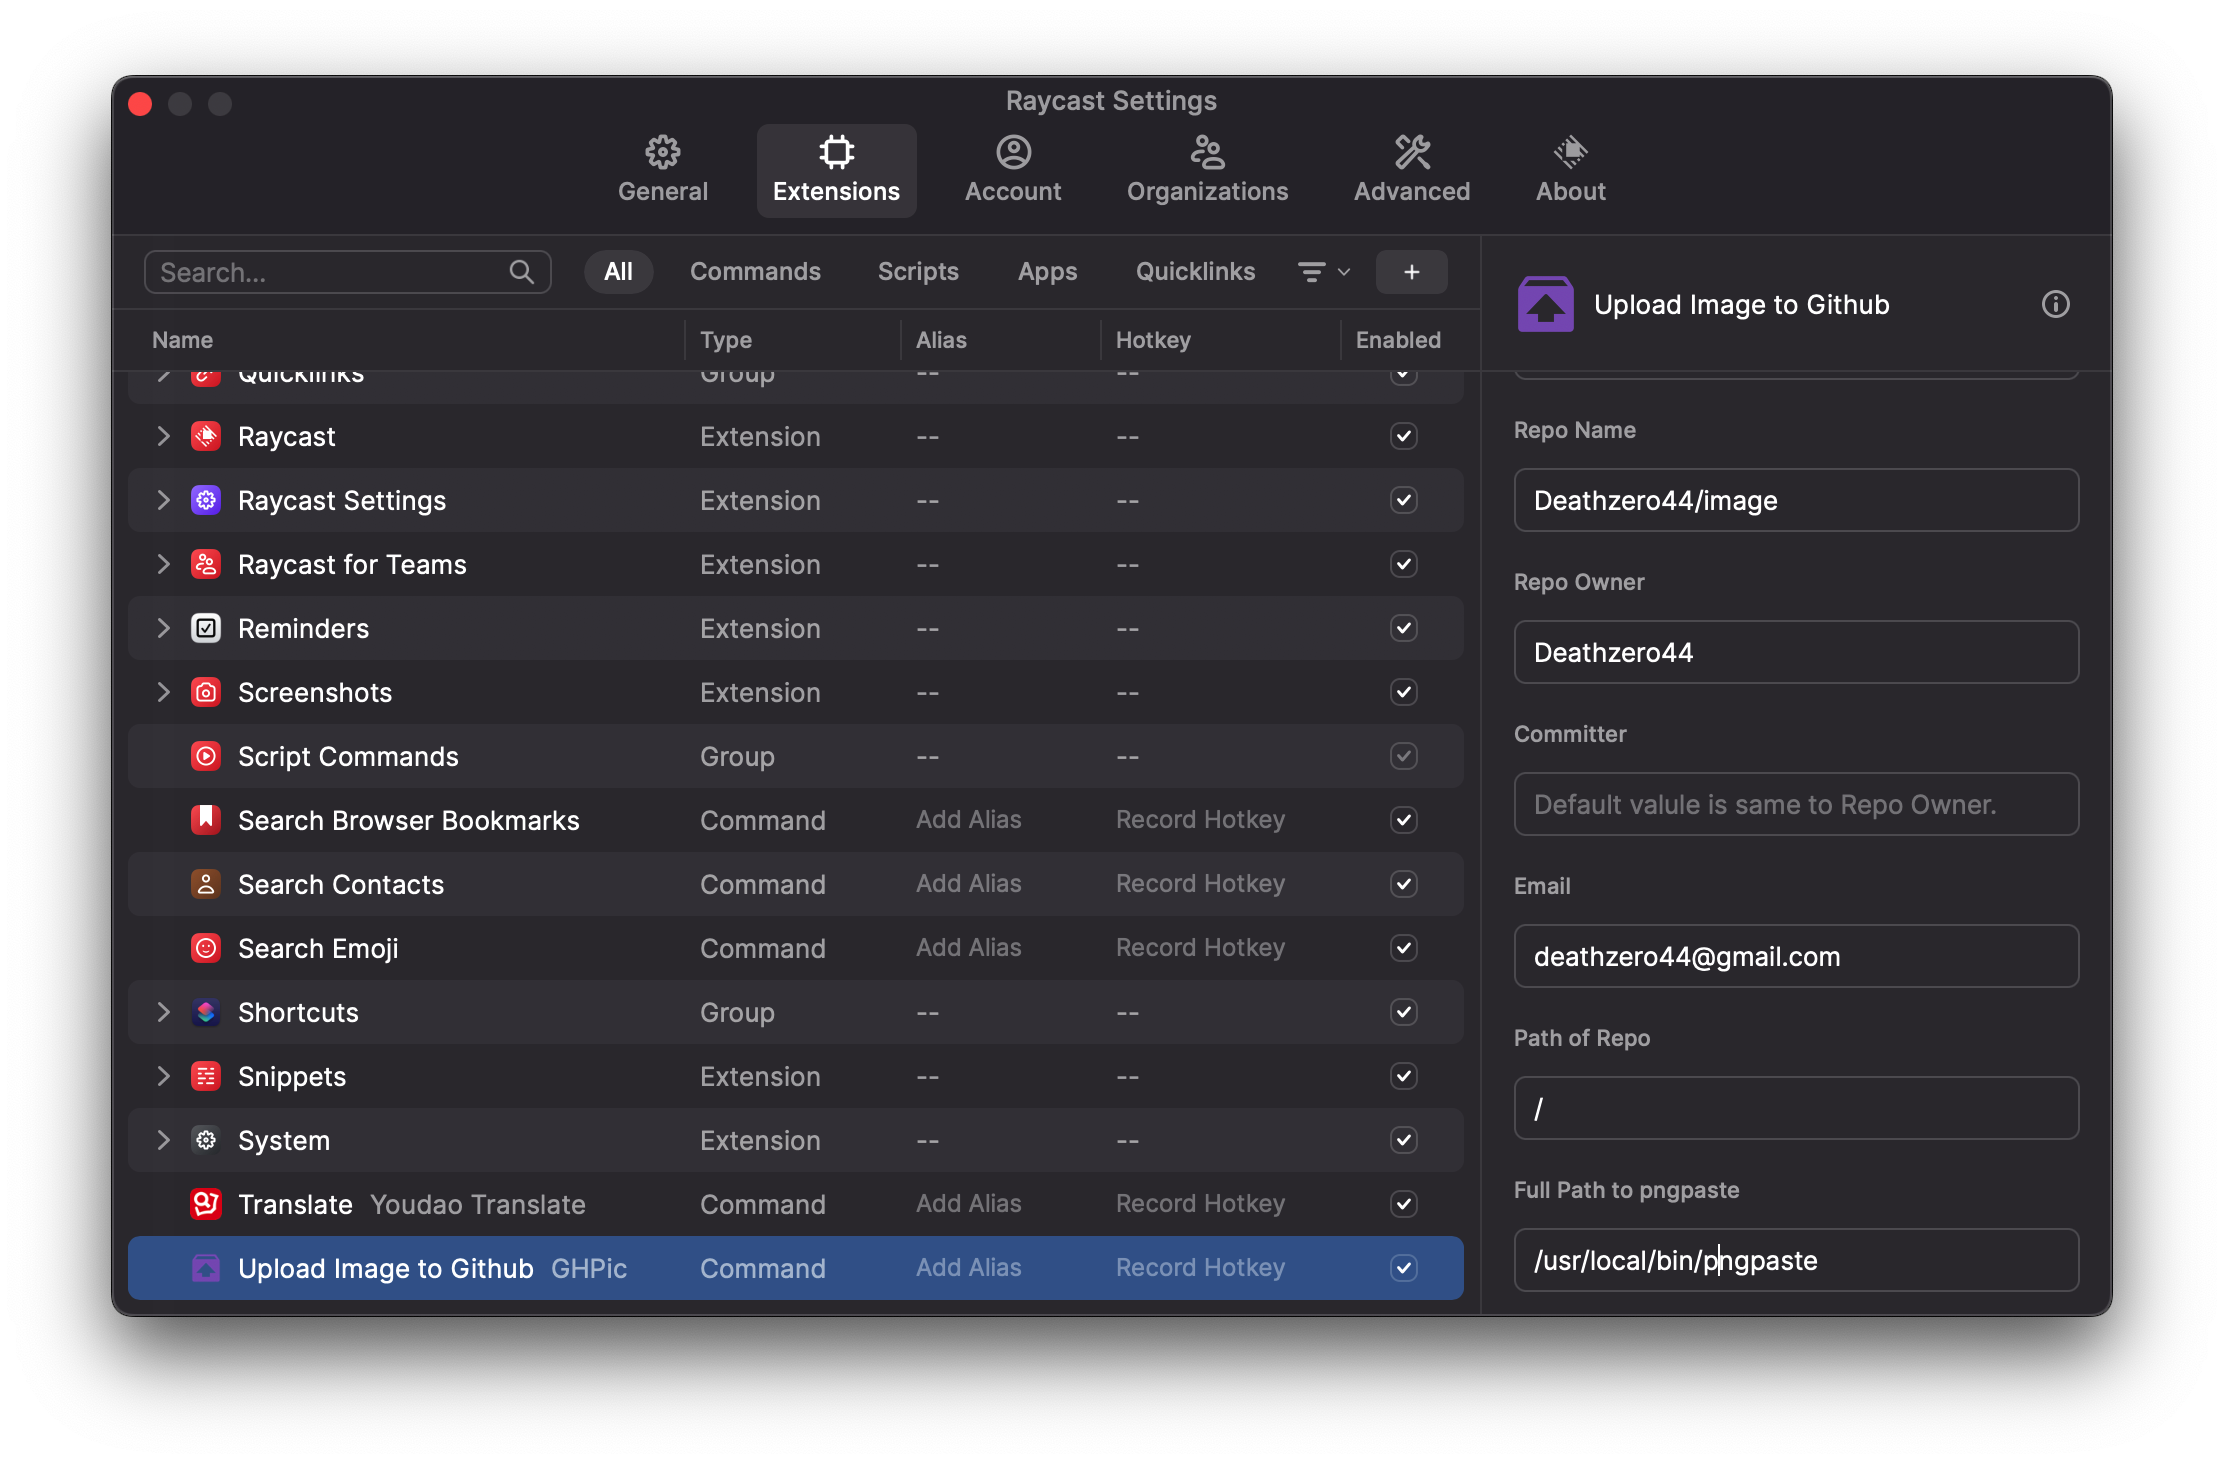 Raycast Settings
General
Extensions
Account
Organizations
Advanced
About
Search...
All
Commands
Scripts
Apps
Quicklinks
+
Name Type Alias Hotkey Enabled
Quicklinks Group -- --
Raycast Extension -- --
Raycast Settings Extension -- --
Raycast for Teams Extension -- --
Reminders Extension -- --
Screenshots Extension -- --
Script Commands Group -- --
Search Browser Bookmarks Command Add Alias Record Hotkey
Search Contacts Command Add Alias Record Hotkey
Search Emoji Command Add Alias Record Hotkey
Shortcuts Group -- --
Snippets Extension -- --
System Extension -- --
Translate Youdao Translate Command Add Alias Record Hotkey
Upload Image to Github GHPic Command Add Alias Record Hotkey
Upload Image to Github
Repo Name
Deathzero44/image
Repo Owner
Deathzero44
Committer
Default valule is same to Repo Owner.
Email
deathzero44@gmail.com
Path of Repo
/
Full Path to pngpaste
/usr/local/bin/pngpaste